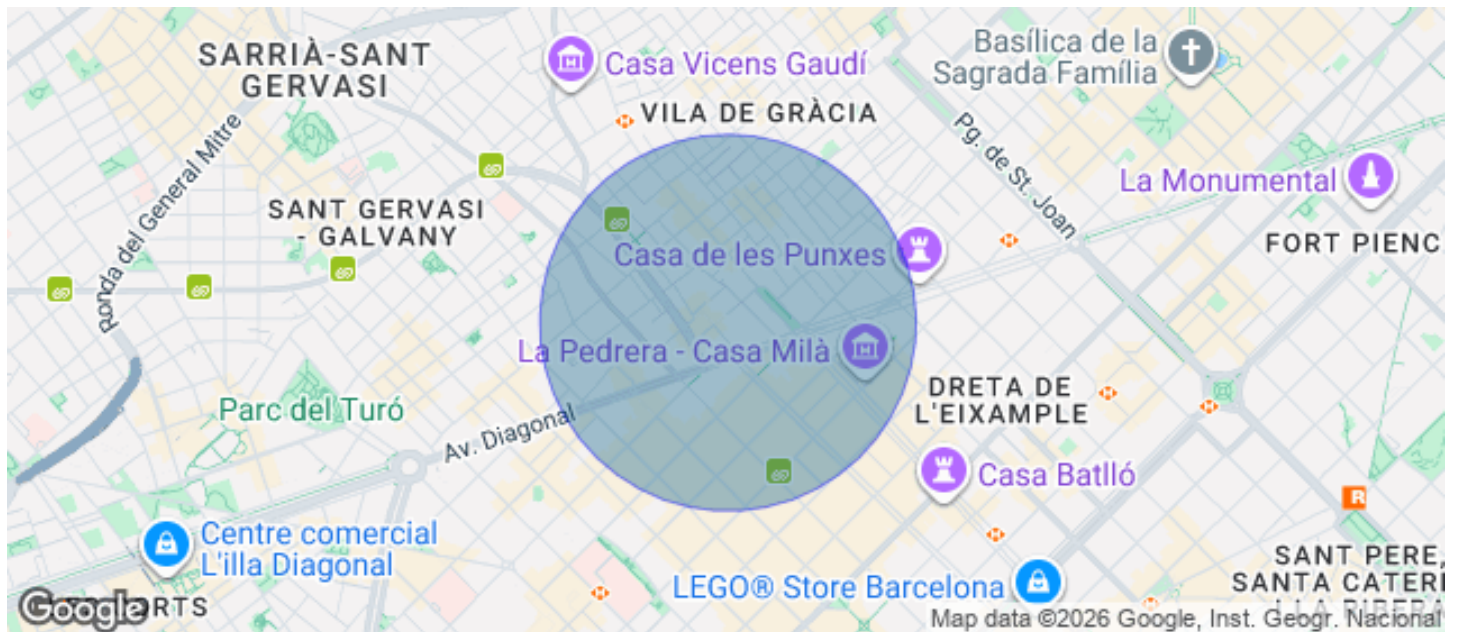 SARRIÀ-SANT
GERVASI
Casa Vicens Gaudí
Basílica de la
Sagrada Família
VILA DE GRÀCIA
Ronda del General Mitre
Pg. de St. Joan
La Monumental
SANT GERVASI
- GALVANY
Casa de les Punxes
FORT PIENC
La Pedrera - Casa Milà
DRETA DE
L'EIXAMPLE
Parc del Turó
Av. Diagonal
Casa Batlló
R
Centre comercial
L'illa Diagonal
SANT PERE,
SANTA CATERI
LEGO® Store Barcelona
Google
ORTS
Map data ©2026 Google, Inst. Geogr. Nacional